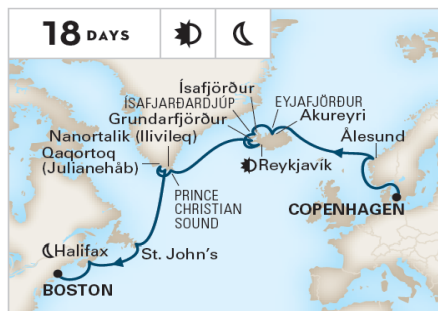 18 DAYS
Ísafjörður
ÍSAFJARÐARDJÚP
EYJAFJÖRÐUR
Grundarfjörður
Akureyri
Nanortalik (Ilivileq)
Ålesund
Qaqortoq
(Julianehåb)
Reykjavík
PRINCE
CHRISTIAN
SOUND
COPENHAGEN
Halifax
St. John's
BOSTON